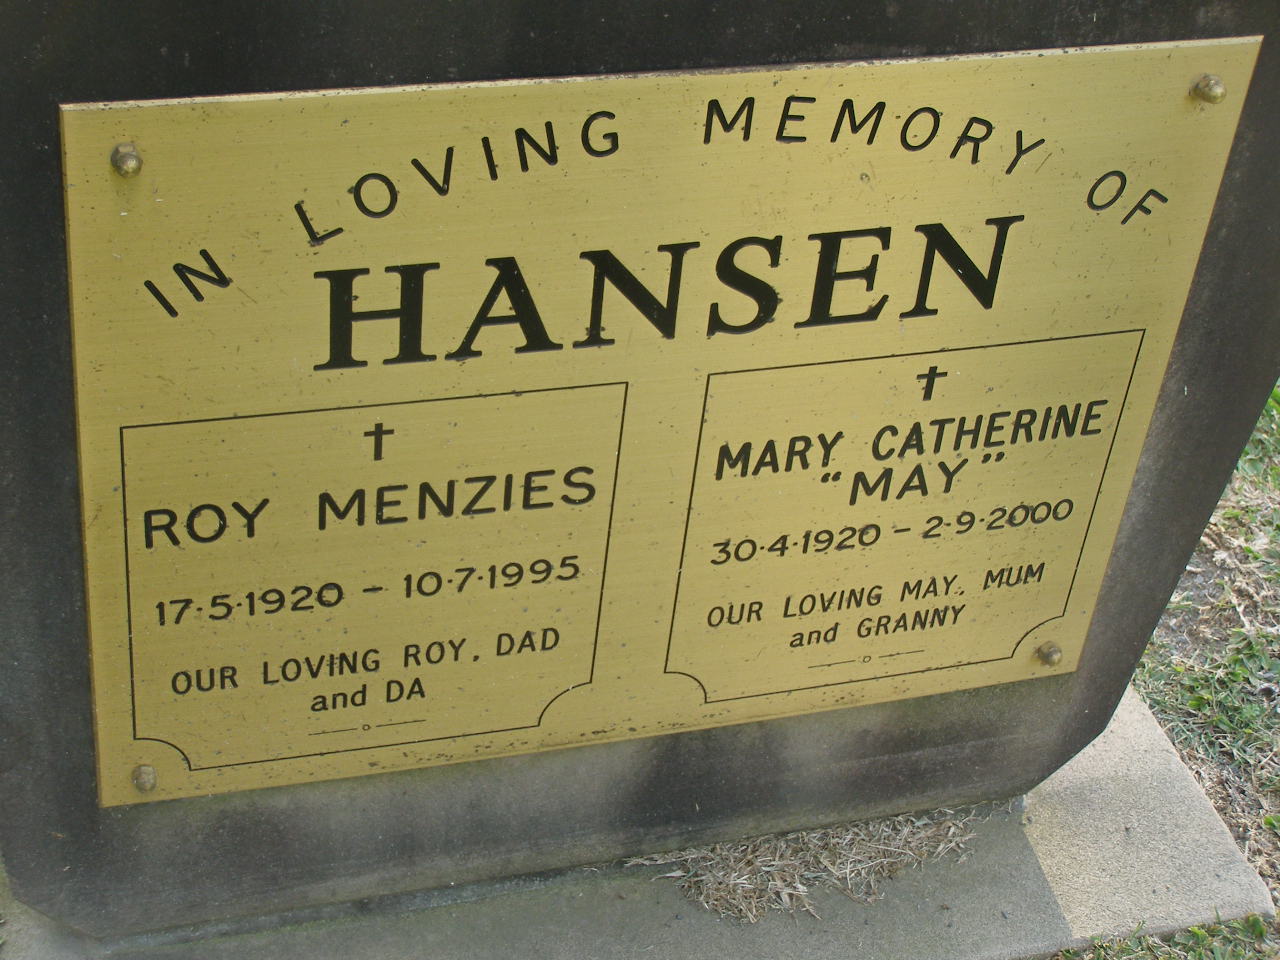 IN LOVING MEMORY OF
HANSEN
ROY MENZIES
17·5·1920 – 10·7·1995
OUR LOVING ROY, DAD
and DA
MARY CATHERINE
"MAY"
30·4·1920 – 2·9·2000
OUR LOVING MAY, MUM
and GRANNY